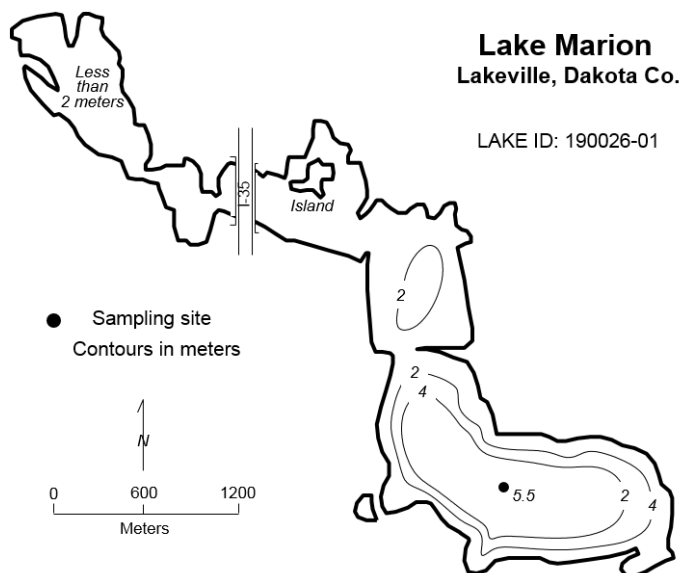 Lake Marion
Lakeville, Dakota Co.
LAKE ID: 190026-01
Less
than
2 meters
I-35
Island
2
Sampling site
Contours in meters
2
4
N
5.5
2
4
0 600 1200
Meters